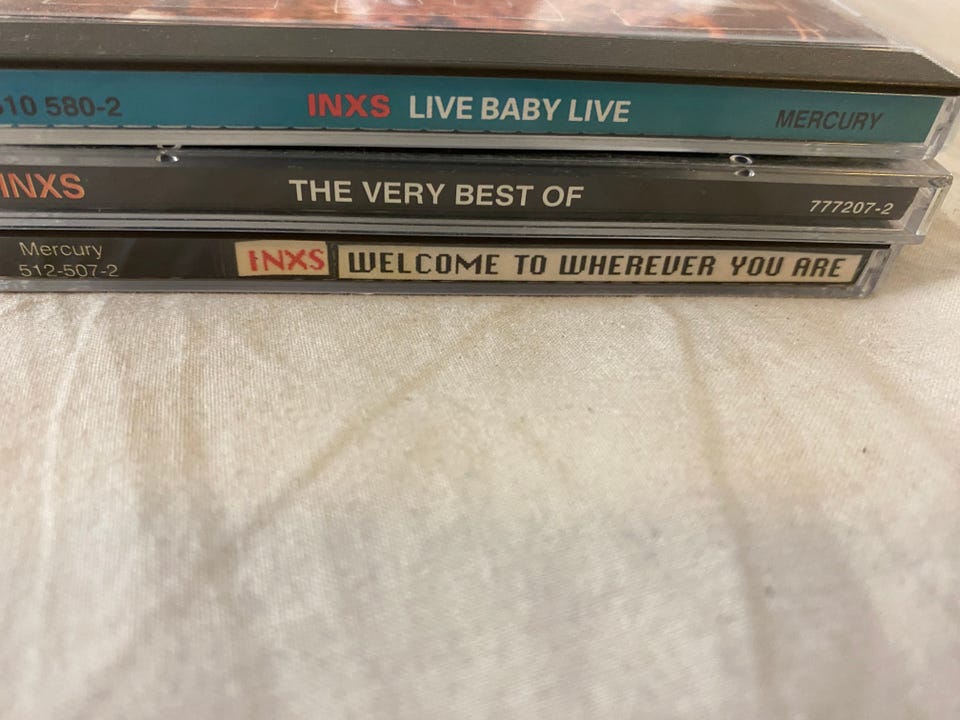 10 580-2 INXS LIVE BABY LIVE MERCURY
INXS THE VERY BEST OF 777207-2
Mercury
512-507-2
INXS WELCOME TO WHEREVER YOU ARE